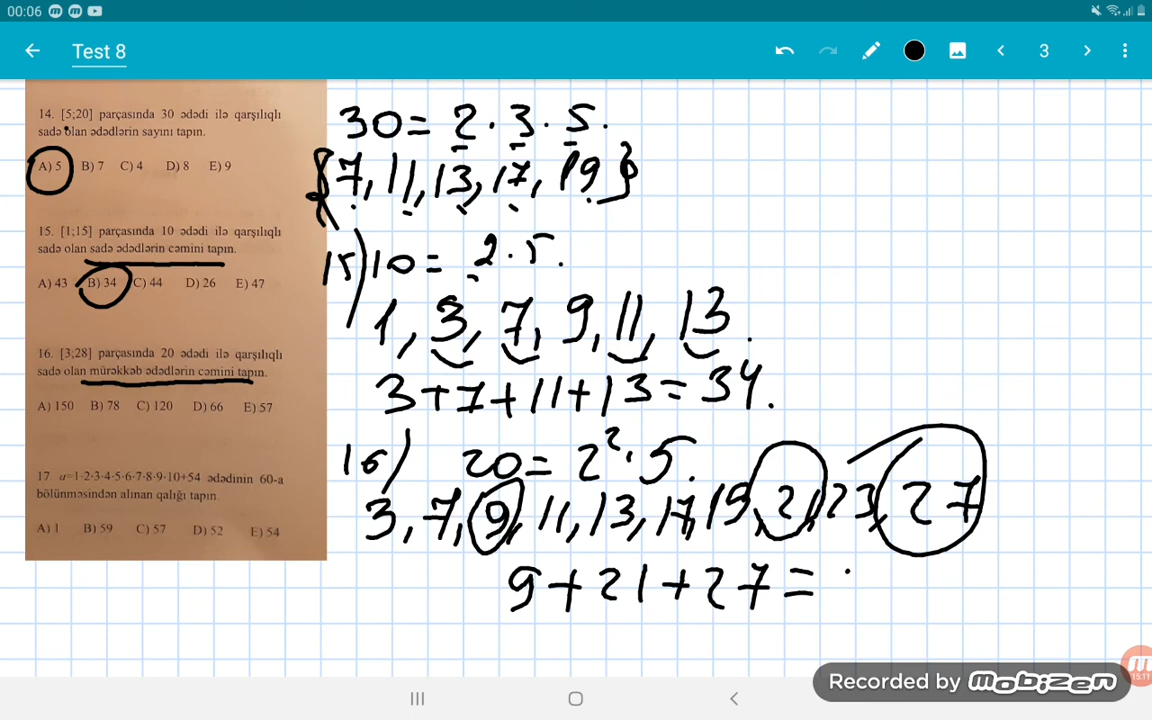 00:06
Test 8
3
14. [5;20] parçasında 30 ədədi ilə qarşılıqlı
sadə olan ədədlərin sayını tapın.
A) 5 B) 7 C) 4 D) 8 E) 9
15. [1;15] parçasında 10 ədədi ilə qarşılıqlı
sadə olan sadə ədədlərin cəmini tapın.
A) 43 B) 34 C) 44 D) 26 E) 47
16. [3;28] parçasında 20 ədədi ilə qarşılıqlı
sadə olan mürəkkəb ədədlərin cəmini tapın.
A) 150 B) 78 C) 120 D) 66 E) 57
17 a=1·2·3·4·5·6·7·8·9·10+54 ədədinin 60-a
bölünməsindən alınan qalığı tapın.
A) 1 B) 59 C) 57 D) 52 E) 54
30= 2·3·5.
{7, 11, 13, 17, 19}
15) 10= 2·5.
1, 3, 7, 9, 11, 13.
3+7+11+13=34.
16) 20= 2²·5.
3, 7, 9, 11, 13, 17, 19, 21, 23, 27
9+21+27=
Recorded by mobizen
15:11